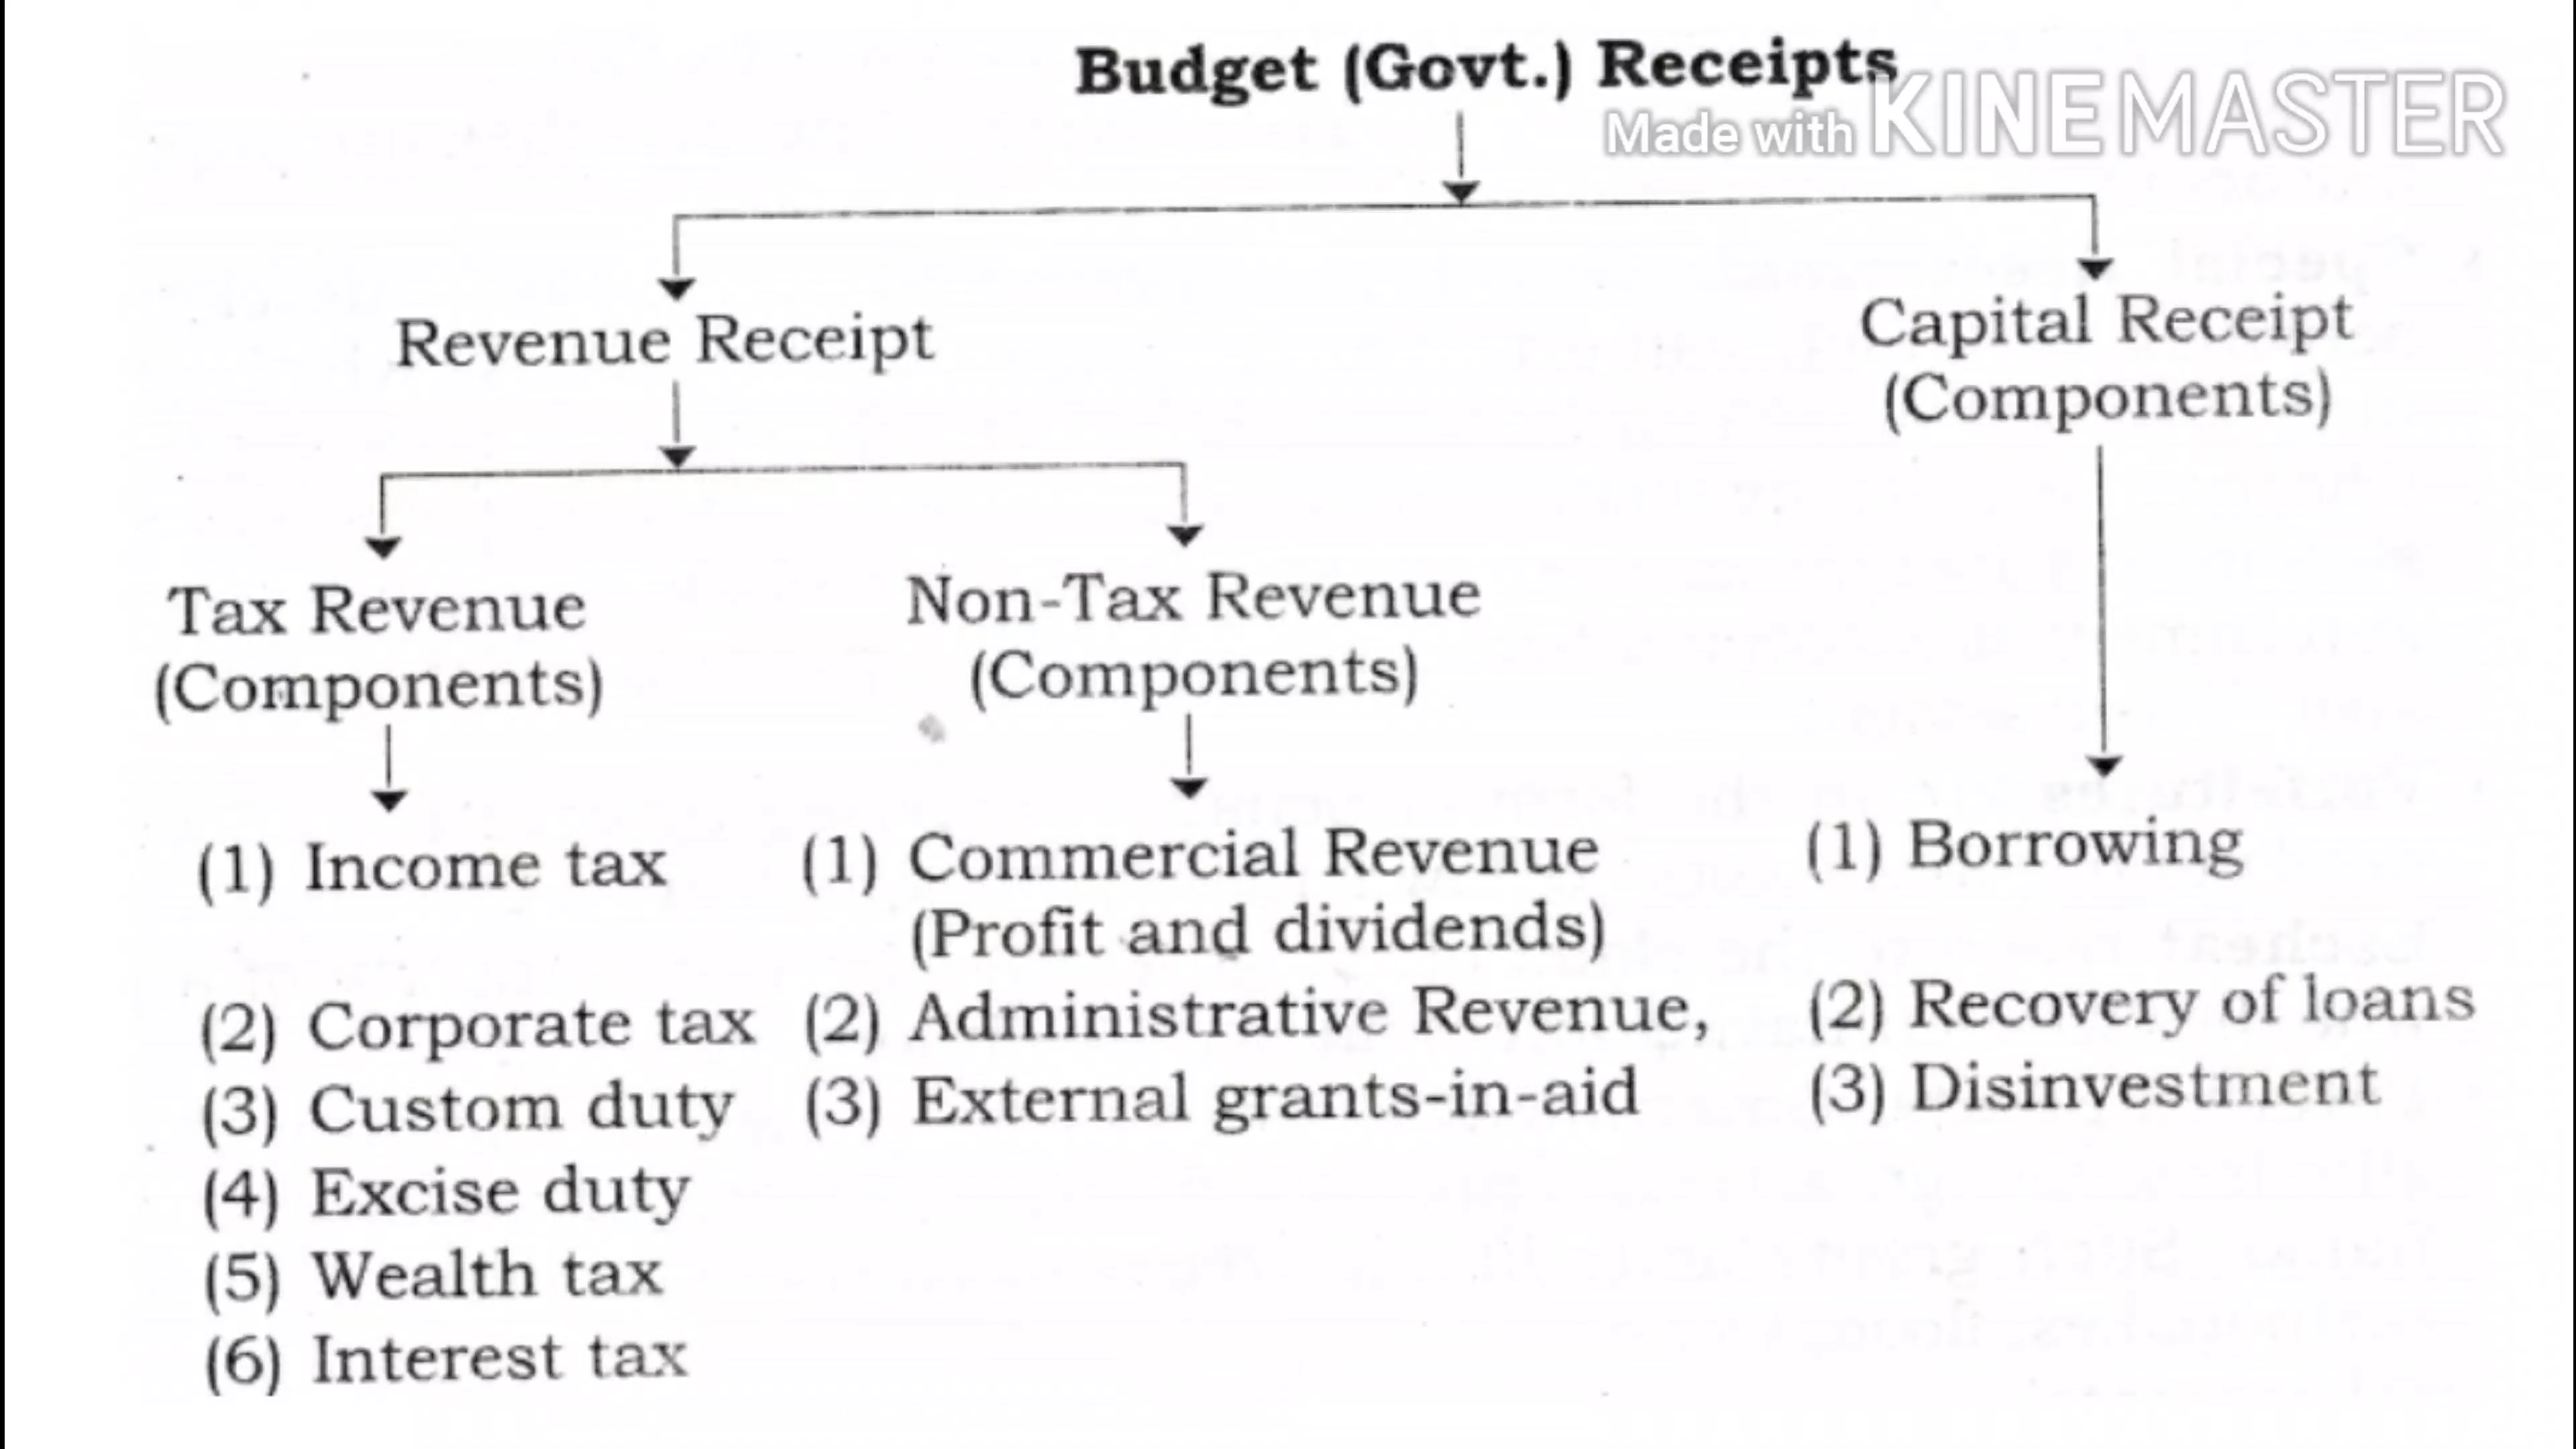 Budget (Govt.) Receipts
Made with KINEMASTER
Revenue Receipt
Capital Receipt
(Components)
Tax Revenue
(Components)
Non-Tax Revenue
(Components)
(1) Income tax
(2) Corporate tax
(3) Custom duty
(4) Excise duty
(5) Wealth tax
(6) Interest tax
(1) Commercial Revenue
(Profit and dividends)
(2) Administrative Revenue,
(3) External grants-in-aid
(1) Borrowing
(2) Recovery of loans
(3) Disinvestment